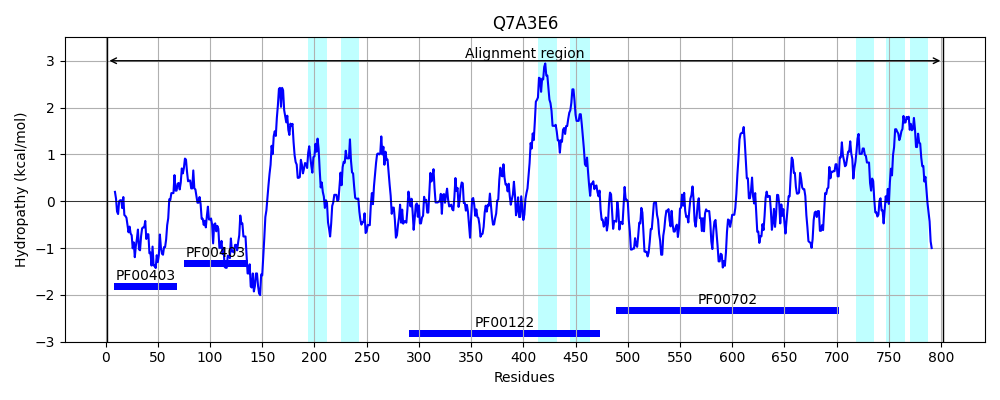 Q7A3E6
Alignment region
3
2
1
0
−1
−2
−3
Hydropathy (kcal/mol)
PF00403
PF00403
PF00702
PF00122
0 50 100 150 200 250 300 350 400 450 500 550 600 650 700 750 800
Residues